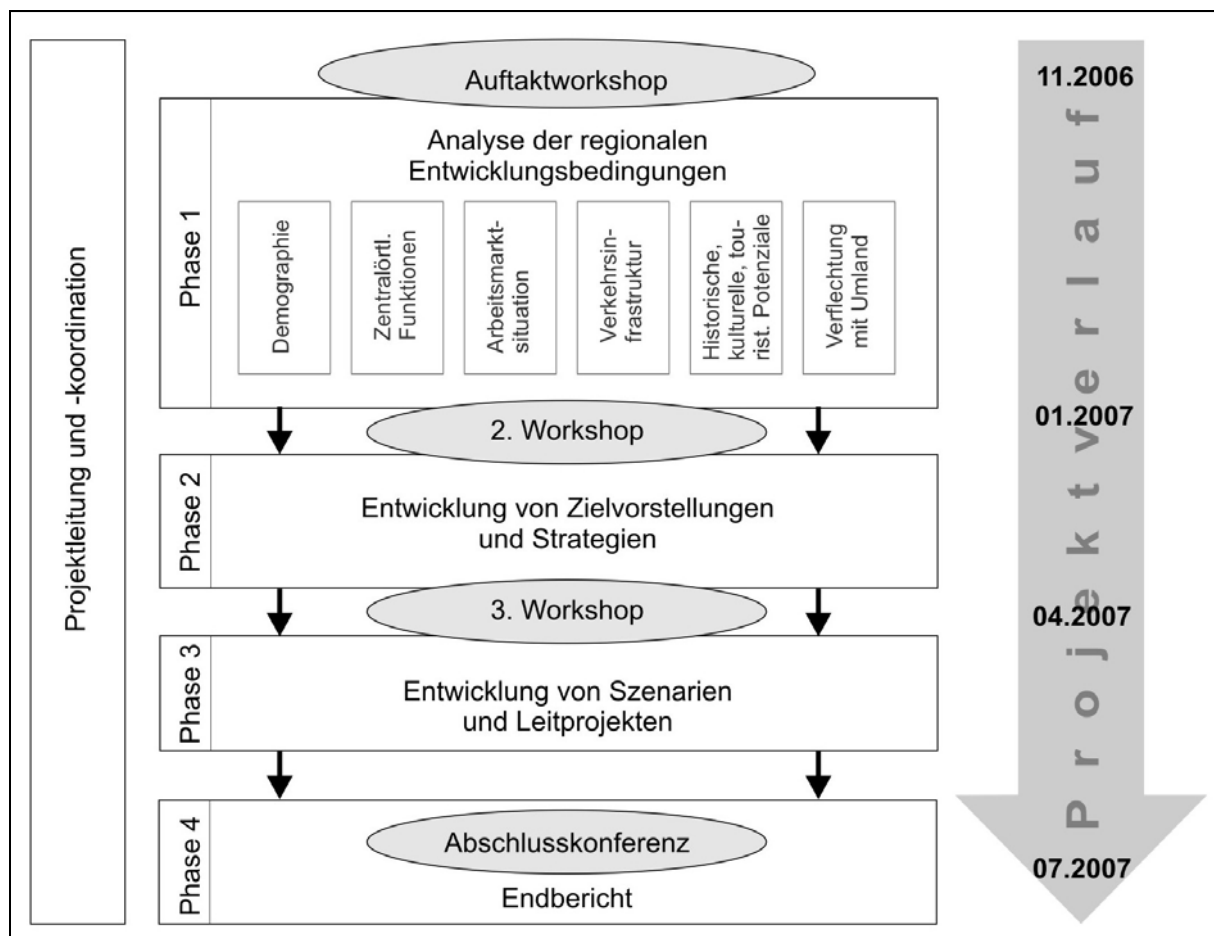 Projektleitung und -koordination
Auftaktworkshop
Phase 1
Analyse der regionalen
Entwicklungsbedingungen
Demographie
Zentralörtl.
Funktionen
Arbeitsmarkt-
situation
Verkehrsin-
frastruktur
Historische,
kulturelle, tou-
rist. Potenziale
Verflechtung
mit Umland
2. Workshop
Phase 2
Entwicklung von Zielvorstellungen
und Strategien
3. Workshop
Phase 3
Entwicklung von Szenarien
und Leitprojekten
Phase 4
Abschlusskonferenz
Endbericht
Projektverlauf
11.2006
01.2007
04.2007
07.2007